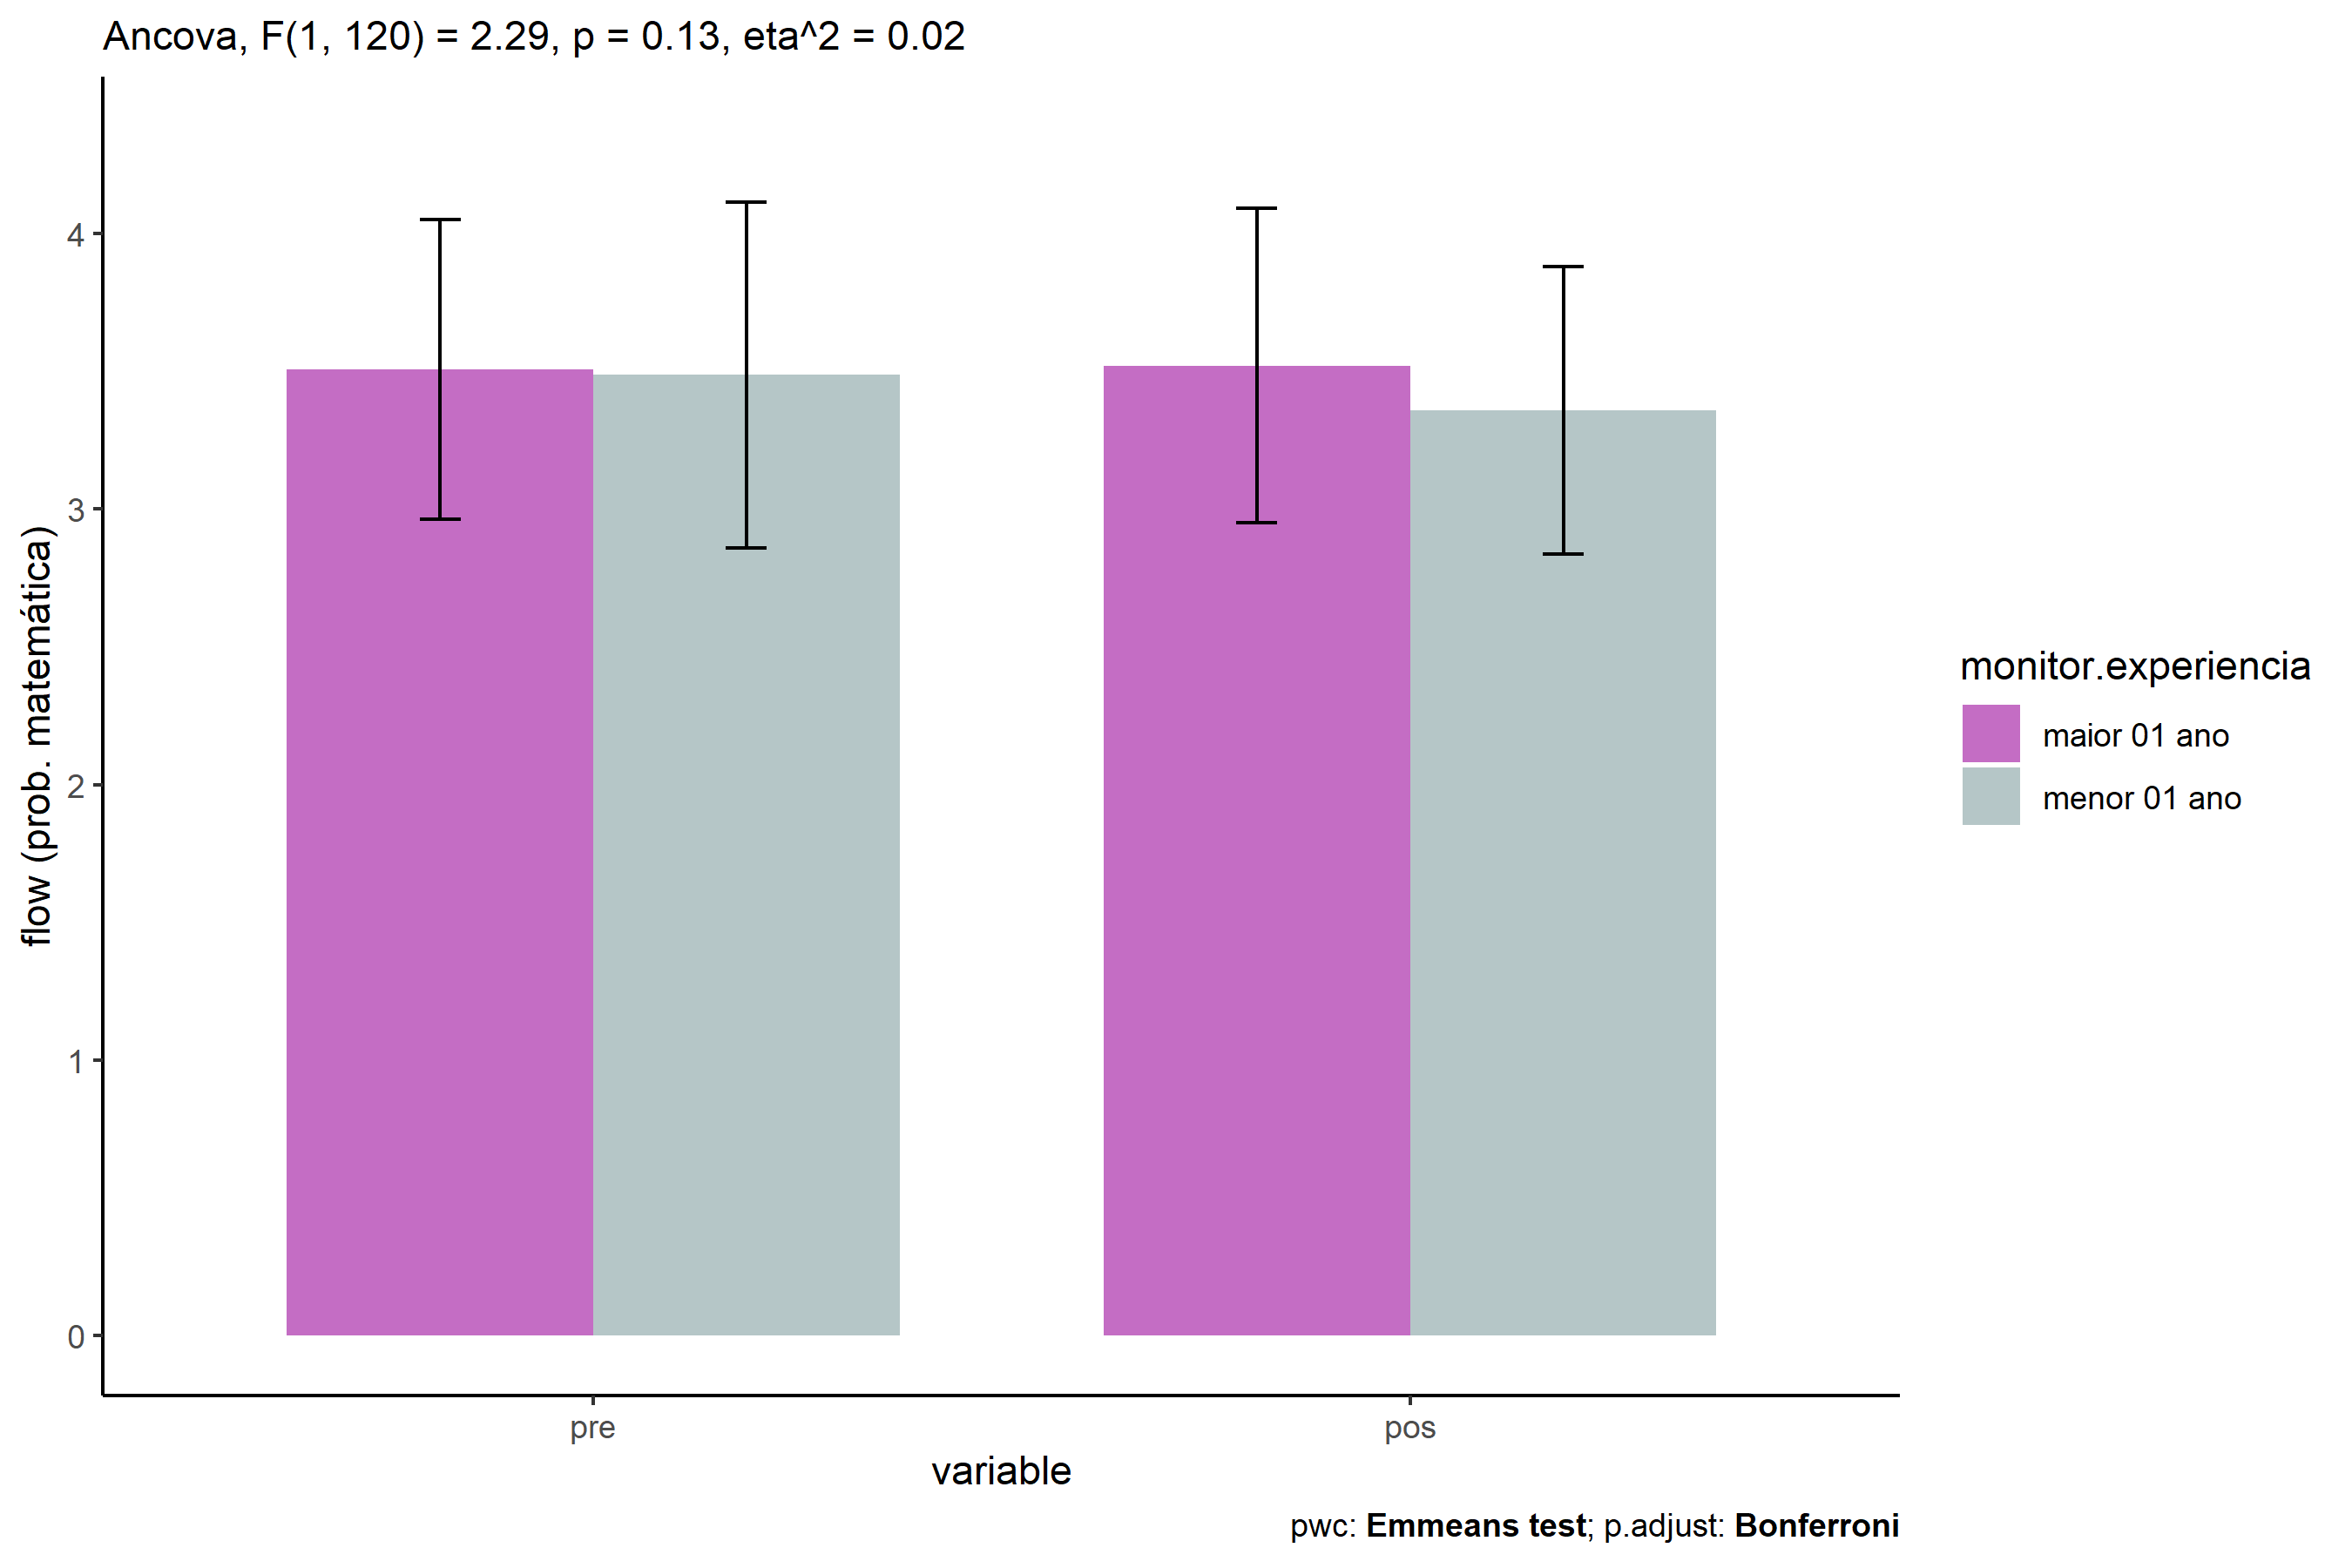 Ancova, F(1, 120) = 2.29, p = 0.13, eta^2 = 0.02
flow (prob. matemática)
4
3
2
1
0
pre
pos
variable
monitor.experiencia
maior 01 ano
menor 01 ano
pwc: Emmeans test; p.adjust: Bonferroni